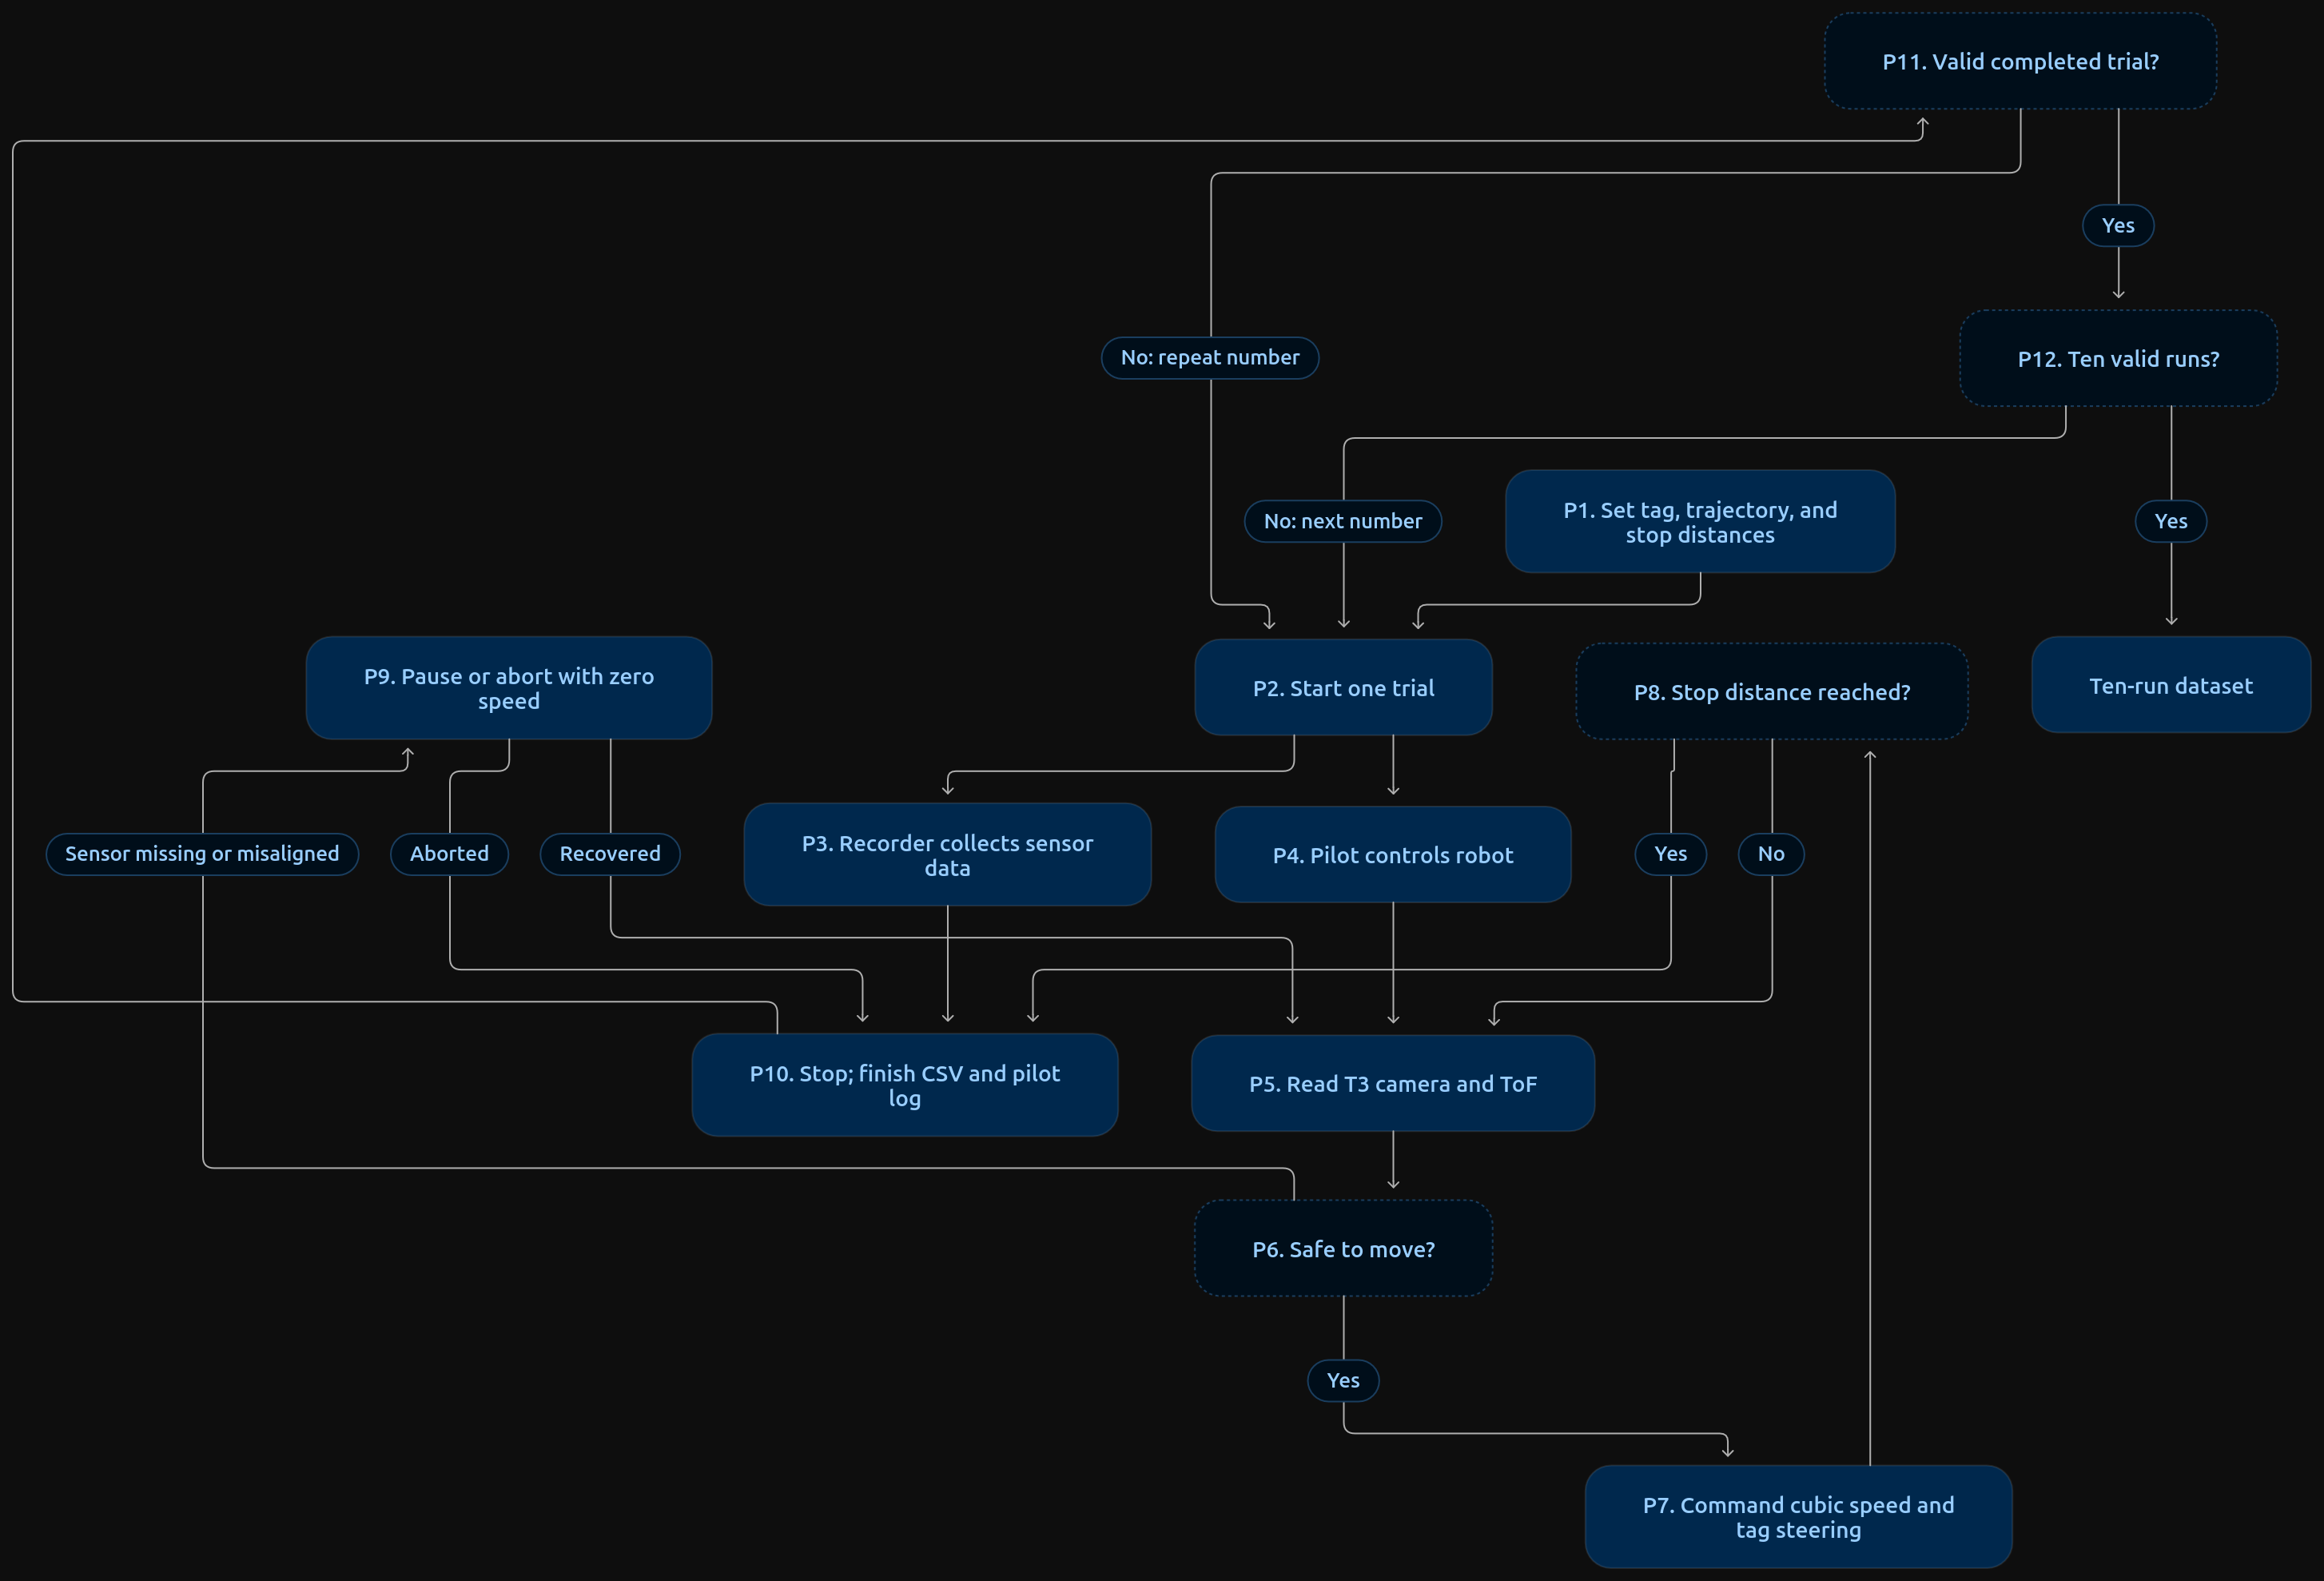 P11. Valid completed trial?
Yes
No: repeat number
P12. Ten valid runs?
No: next number
P1. Set tag, trajectory, and
stop distances
Yes
P9. Pause or abort with zero
speed
P2. Start one trial
P8. Stop distance reached?
Ten-run dataset
Sensor missing or misaligned
Aborted
Recovered
P3. Recorder collects sensor
data
P4. Pilot controls robot
Yes
No
P10. Stop; finish CSV and pilot
log
P5. Read T3 camera and ToF
P6. Safe to move?
Yes
P7. Command cubic speed and
tag steering